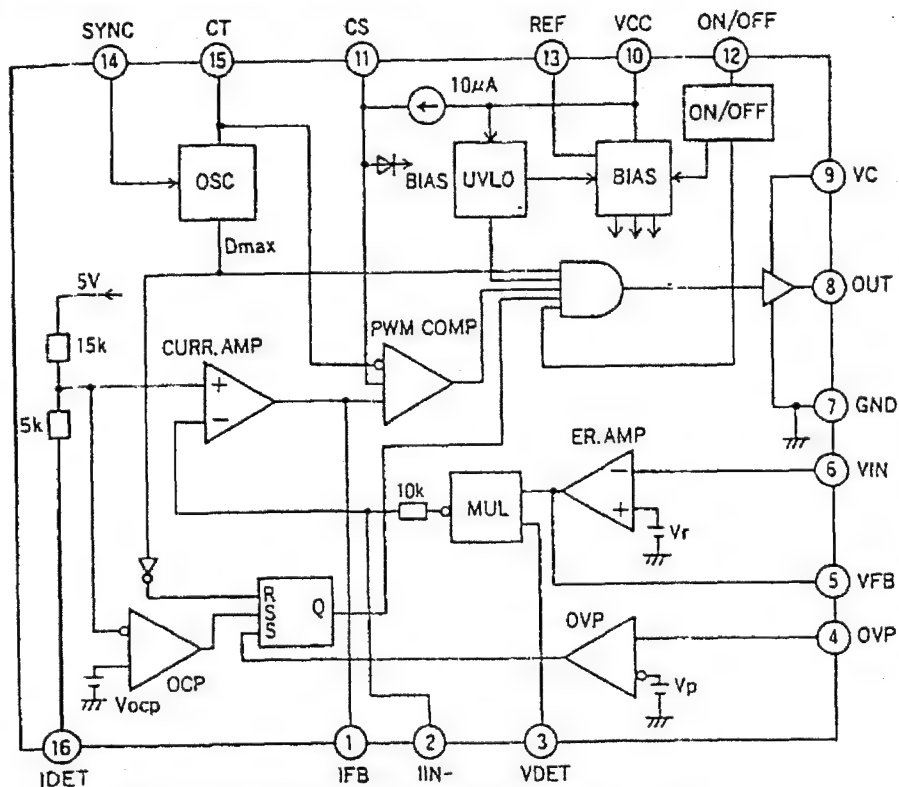 SYNC CT CS REF VCC ON/OFF
14 15 11 13 10 12
10μA
ON/OFF
OSC BIAS UVLO BIAS
9 VC
Dmax
5V
8 OUT
15k
CURR.AMP PWM COMP
+
−
5k
7 GND
ER.AMP
−
6 VIN
10k
MUL
+
Vr
5 VFB
R
S Q
S
OVP
4 OVP
OCP
Vocp
Vp
16 1 2 3
IDET IFB IIN- VDET